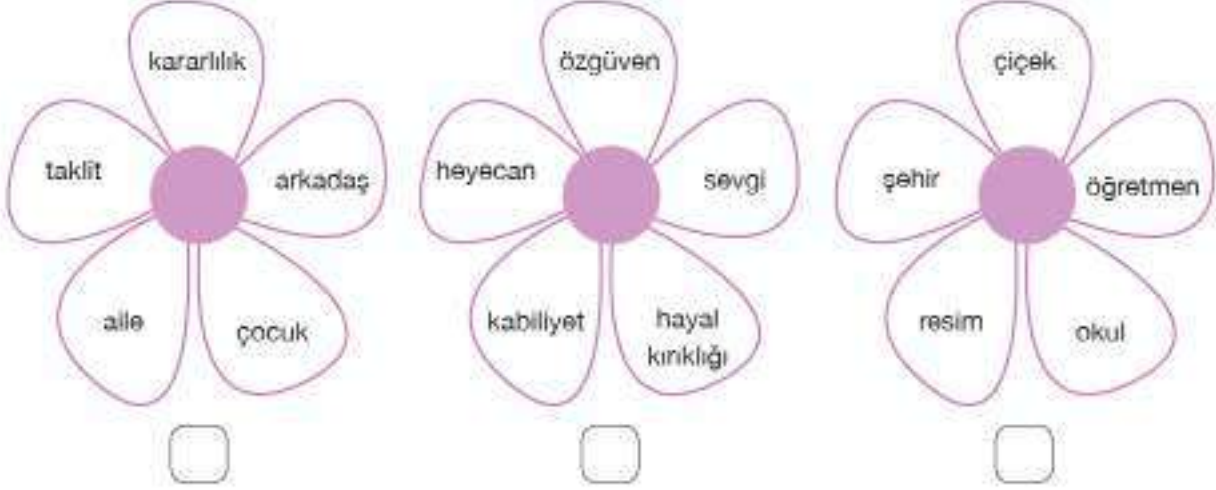 kararlılık
taklit
arkadaş
aile
çocuk
özgüven
heyecan
sevgi
kabiliyet
hayal
kırıklığı
çiçek
şehir
öğretmen
resim
okul